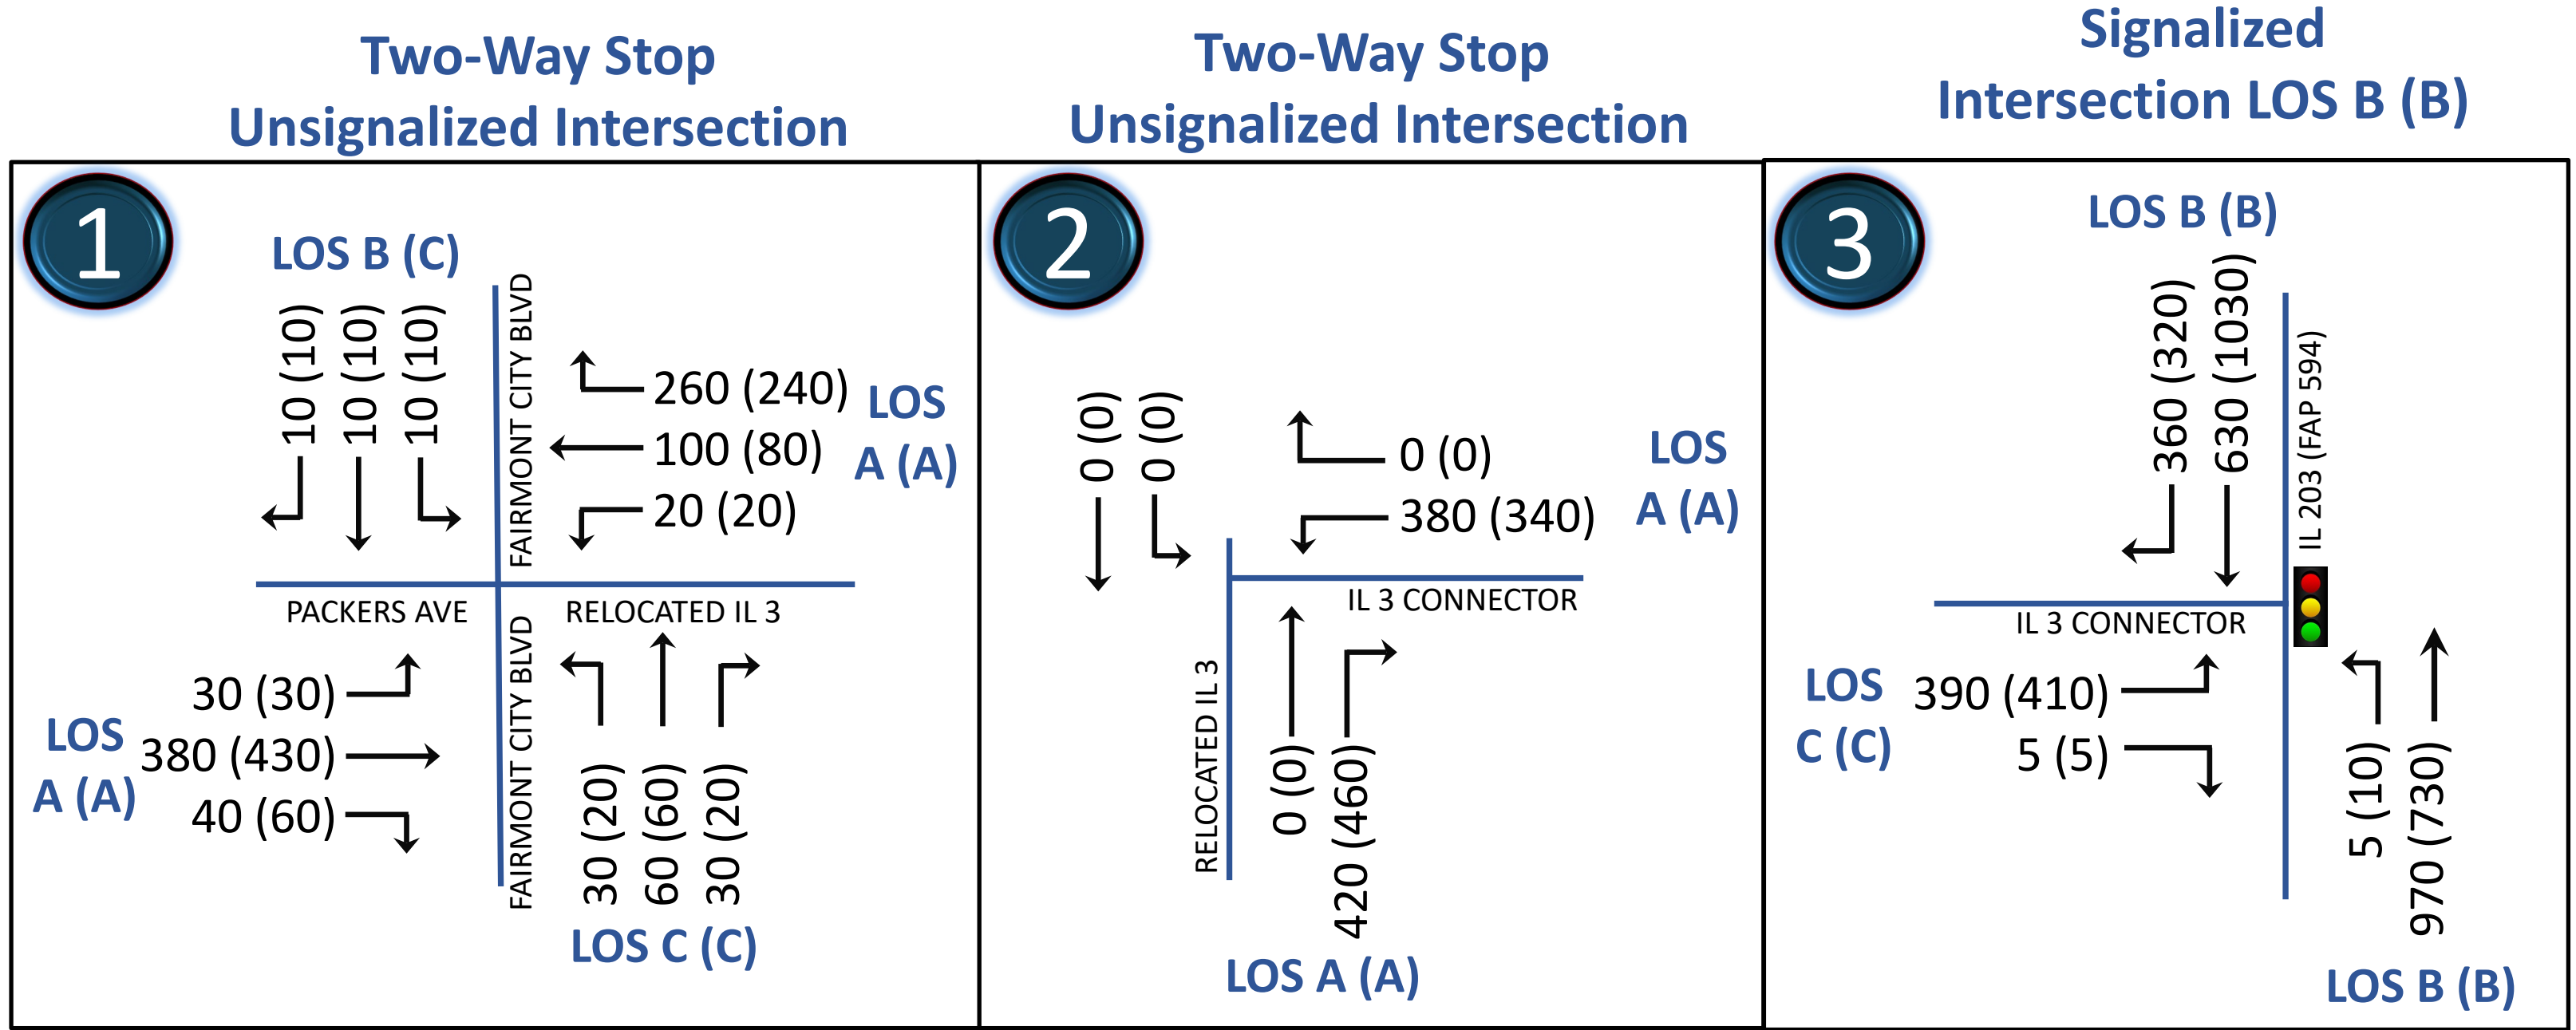 Two-Way Stop
Unsignalized Intersection
Two-Way Stop
Unsignalized Intersection
Signalized
Intersection LOS B (B)
1
LOS B (C)
10 (10)
10 (10)
10 (10)
FAIRMONT CITY BLVD
260 (240)
100 (80)
20 (20)
LOS
A (A)
PACKERS AVE
RELOCATED IL 3
30 (30)
380 (430)
40 (60)
LOS
A (A)
FAIRMONT CITY BLVD
30 (20)
60 (60)
30 (20)
LOS C (C)
2
0 (0)
0 (0)
0 (0)
380 (340)
LOS
A (A)
IL 3 CONNECTOR
RELOCATED IL 3
0 (0)
420 (460)
LOS A (A)
3
LOS B (B)
360 (320)
630 (1030)
IL 203 (FAP 594)
IL 3 CONNECTOR
LOS
C (C)
390 (410)
5 (5)
5 (10)
970 (730)
LOS B (B)